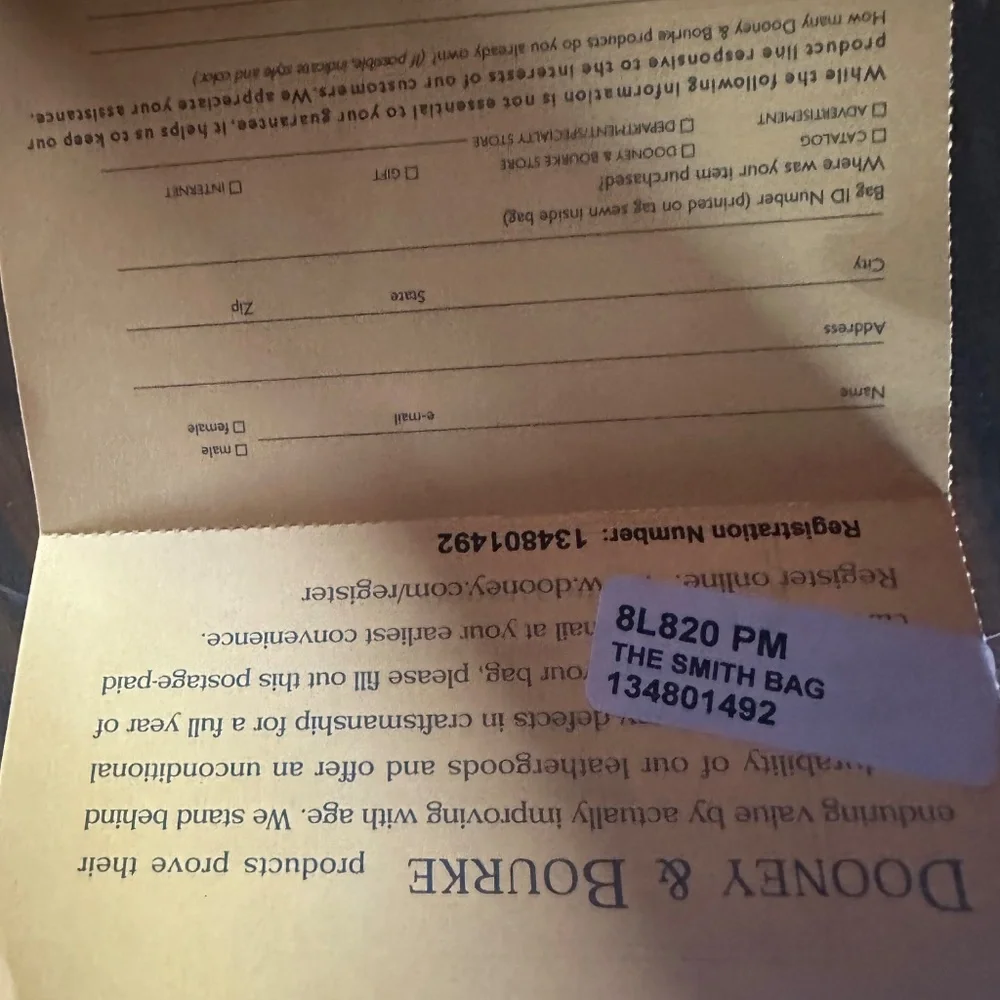 DOONEY & BOURKE products prove their
enduring value by actually improving with age. We stand behind
durability of our leathergoods and offer an unconditional
defects in craftsmanship for a full year of
your bag, please fill out this postage-paid
mail at your earliest convenience.
Register online. w.dooney.com/register
Registration Number: 134801492
8L820 PM
THE SMITH BAG
134801492
male
female
Name e-mail
Address
City State Zip
Bag ID Number (printed on tag sewn inside bag)
Where was your item purchased?
CATALOG DOONEY & BOURKE STORE GIFT INTERNET
ADVERTISEMENT DEPARTMENT/SPECIALTY STORE
While the following information is not essential to your guarantee, it helps us to keep our
product line responsive to the interests of our customers. We appreciate your assistance.
How many Dooney & Bourke products do you already own? (If possible, indicate style and color.)